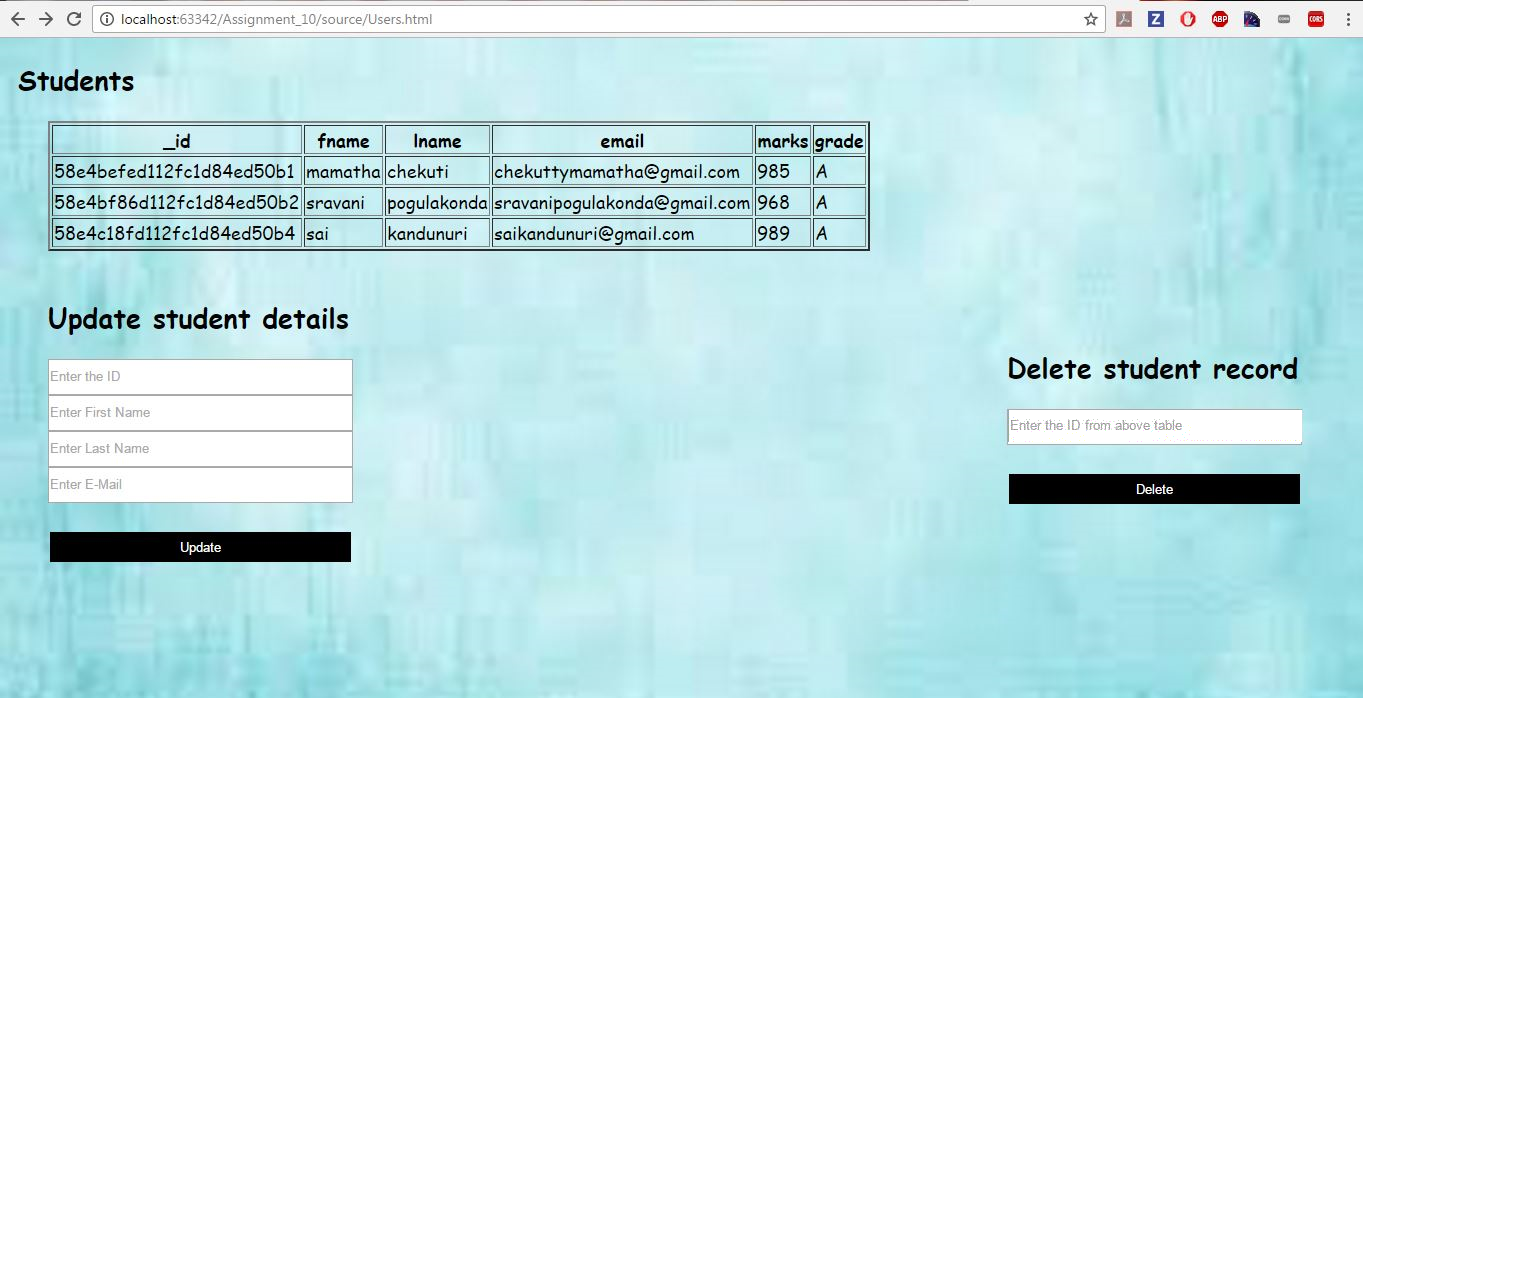 localhost:63342/Assignment_10/source/Users.html
Z
ABP
CORS
Students
_id fname lname email marks grade
58e4befed112fc1d84ed50b1 mamatha chekuti chekuttymamatha@gmail.com 985 A
58e4bf86d112fc1d84ed50b2 sravani pogulakonda sravanipogulakonda@gmail.com 968 A
58e4c18fd112fc1d84ed50b4 sai kandunuri saikandunuri@gmail.com 989 A
Update student details
Enter the ID
Enter First Name
Enter Last Name
Enter E-Mail
Update
Delete student record
Enter the ID from above table
Delete